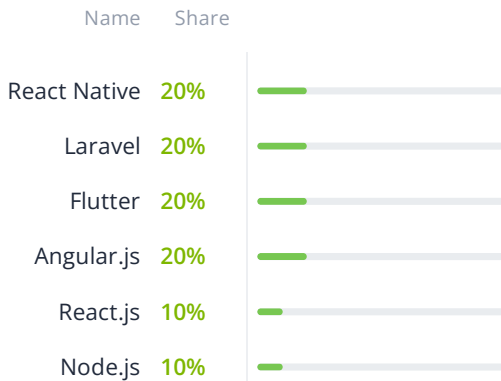 Name Share
React Native 20%
Laravel 20%
Flutter 20%
Angular.js 20%
React.js 10%
Node.js 10%